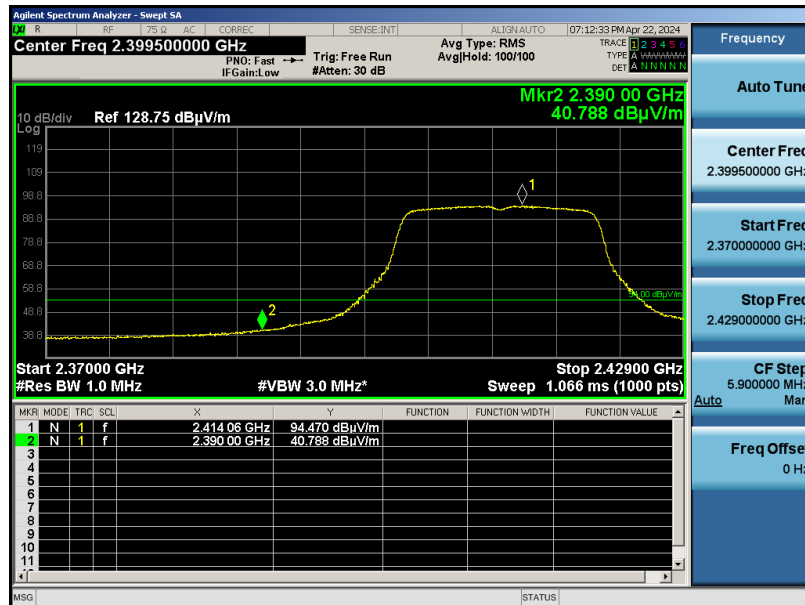 Agilent Spectrum Analyzer - Swept SA
LXI R RF 75 Ω AC CORREC SENSE:INT ALIGN AUTO 07:12:33 PM Apr 22, 2024
Center Freq 2.399500000 GHz
PNO: Fast
IFGain:Low
Trig: Free Run
#Atten: 30 dB
Avg Type: RMS
Avg|Hold: 100/100
TRACE 1 2 3 4 5 6
TYPE A WWWWW
DET A N N N N N
Frequency
Auto Tune
Center Freq
2.399500000 GHz
Start Freq
2.370000000 GHz
Stop Freq
2.429000000 GHz
CF Step
5.900000 MHz
Auto Man
Freq Offset
0 Hz
Mkr2 2.390 00 GHz
40.788 dBµV/m
10 dB/div Ref 128.75 dBµV/m
Log
119
109
98.8
88.8
78.8
68.8
58.8
48.8
38.8
1
2
54.00 dBµV/m
Start 2.37000 GHz Stop 2.42900 GHz
#Res BW 1.0 MHz #VBW 3.0 MHz* Sweep 1.066 ms (1000 pts)
MKR MODE TRC SCL X Y FUNCTION FUNCTION WIDTH FUNCTION VALUE
1 N 1 f 2.414 06 GHz 94.470 dBµV/m
2 N 1 f 2.390 00 GHz 40.788 dBµV/m
3
4
5
6
7
8
9
10
11
MSG STATUS